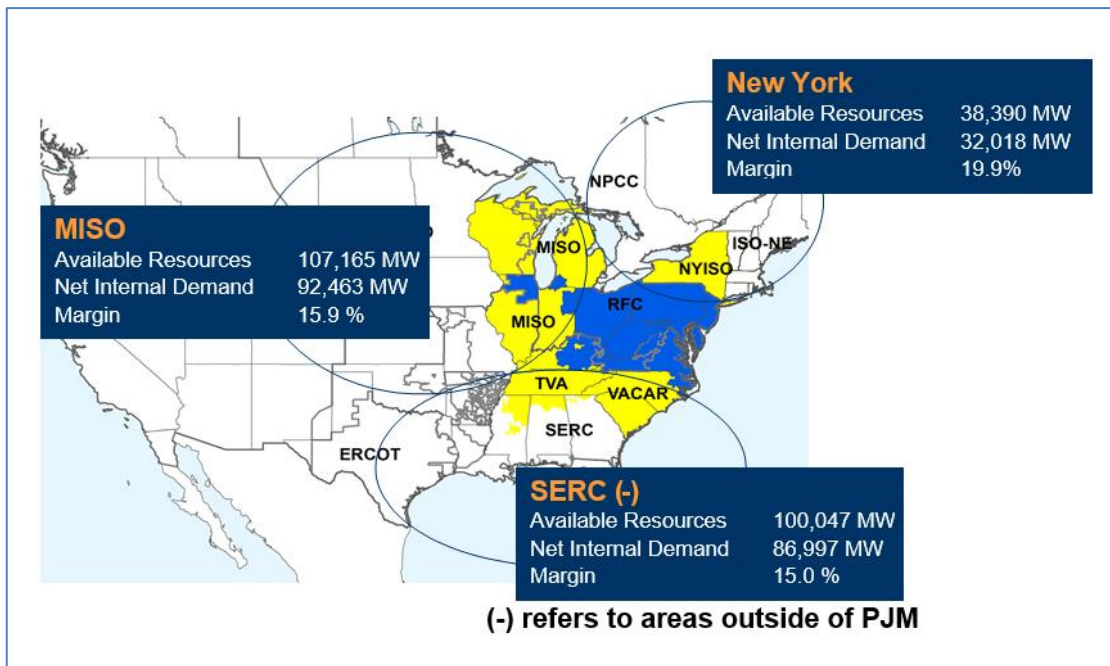 New York
Available Resources 38,390 MW
Net Internal Demand 32,018 MW
Margin 19.9%
NPCC
MISO
Available Resources 107,165 MW
Net Internal Demand 92,463 MW
Margin 15.9 %
MISO
ISO-NE
NYISO
RFC
MISO
TVA
VACAR
SERC
ERCOT
SERC (-)
Available Resources 100,047 MW
Net Internal Demand 86,997 MW
Margin 15.0 %
(-) refers to areas outside of PJM